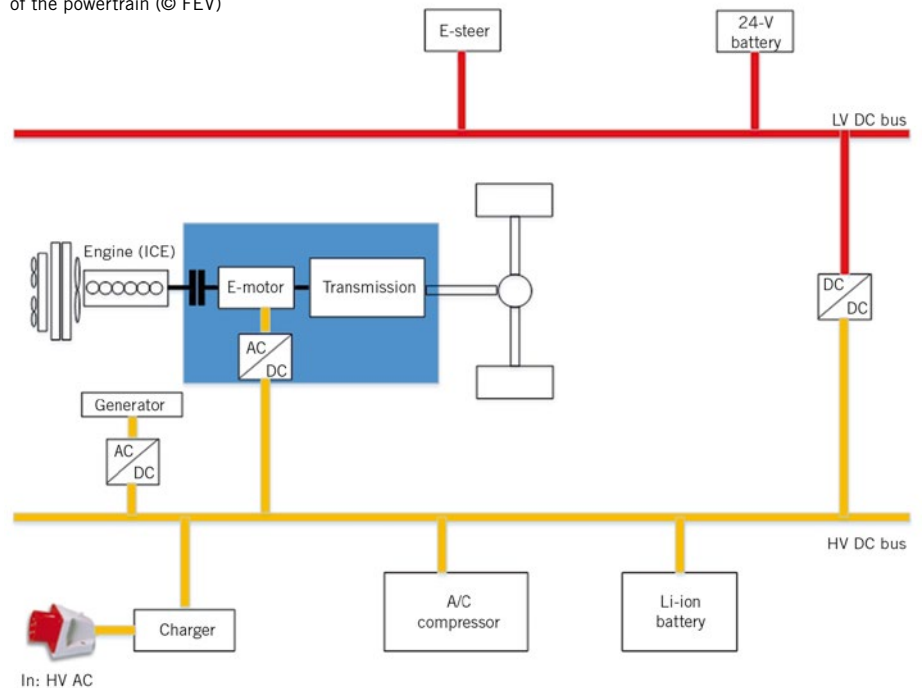 of the powertrain (© FEV)
E-steer
24-V
battery
LV DC bus
Engine (ICE)
E-motor
Transmission
DC
DC
AC
DC
Generator
AC
DC
HV DC bus
Charger
A/C
compressor
Li-ion
battery
In: HV AC